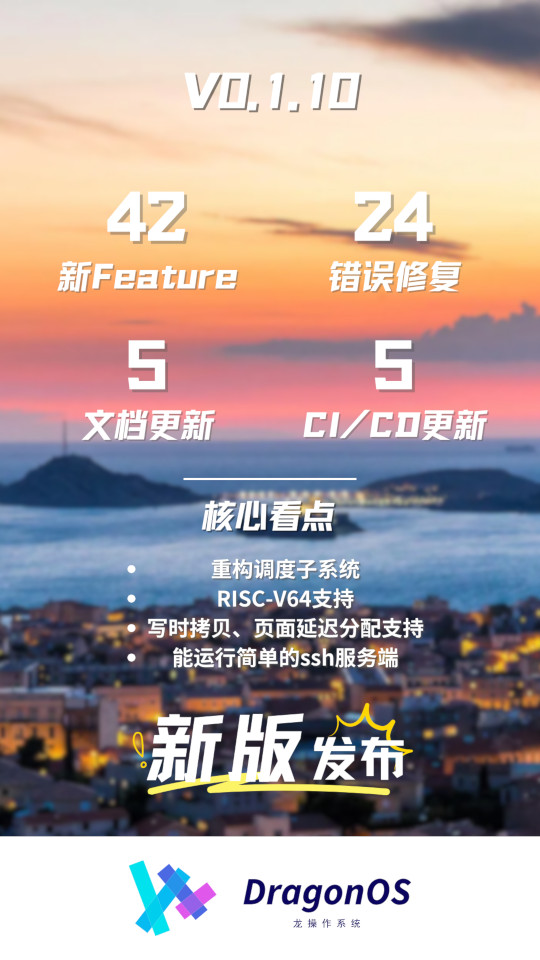 V0.1.10
42
24
新Feature
错误修复
5
5
文档更新
CI/CD更新
核心看点
• 重构调度子系统
• RISC-V64支持
• 写时拷贝、页面延迟分配支持
• 能运行简单的ssh服务端
新版发布
DragonOS
龙操作系统